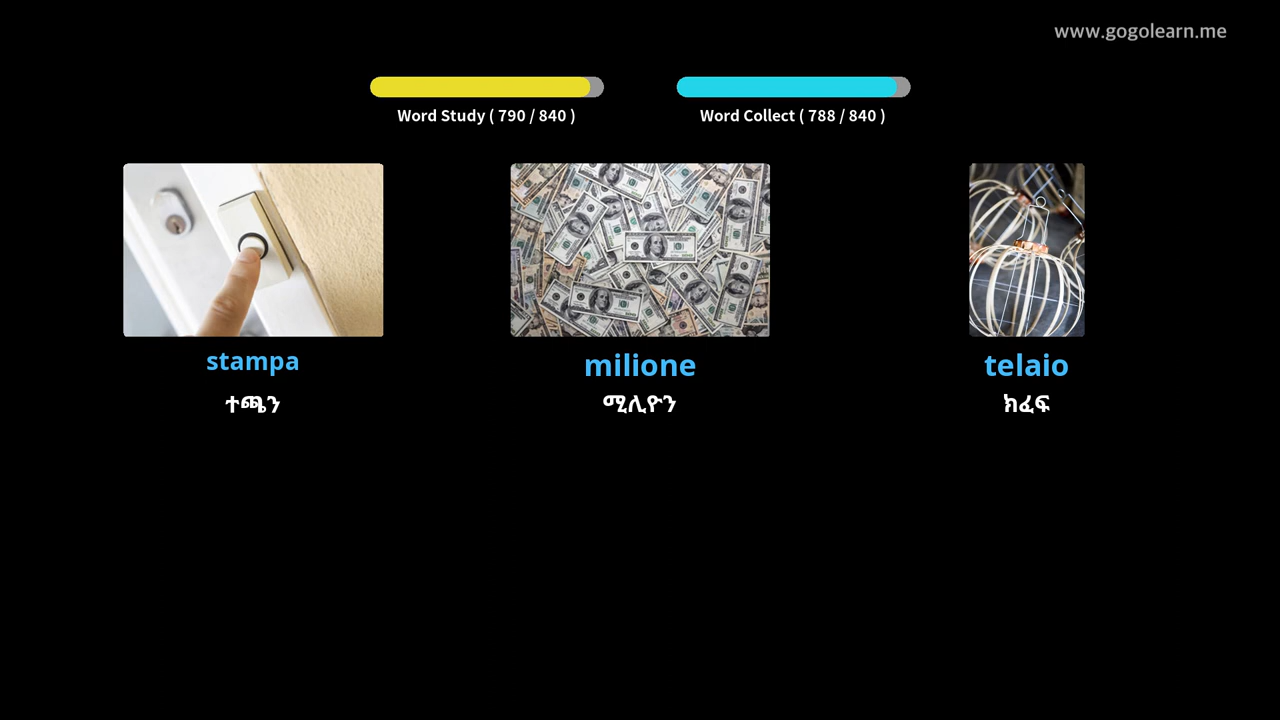 www.gogolearn.me
Word Study ( 790 / 840 )
Word Collect ( 788 / 840 )
stampa
milione
telaio
ተጫን
ሚሊዮን
ክፈፍ